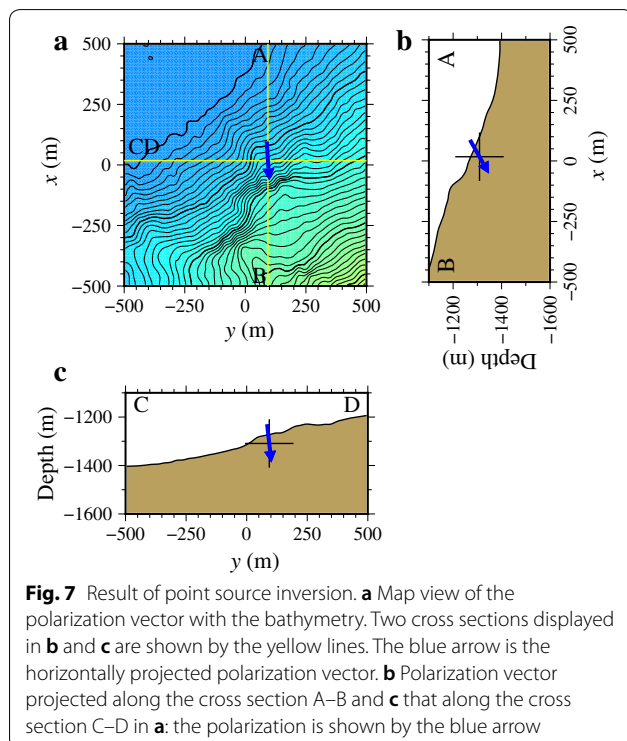 a
500
250
0
−250
−500
x (m)
A
CD
B
−500 −250 0 250 500
y (m)
b
A
B
500
250
0
−250
−500
x (m)
−1200
−1400
−1600
Depth (m)
c
C D
−1200
−1400
−1600
Depth (m)
−500 −250 0 250 500
y (m)
Fig. 7 Result of point source inversion. a Map view of the
polarization vector with the bathymetry. Two cross sections displayed
in b and c are shown by the yellow lines. The blue arrow is the
horizontally projected polarization vector. b Polarization vector
projected along the cross section A–B and c that along the cross
section C–D in a: the polarization is shown by the blue arrow